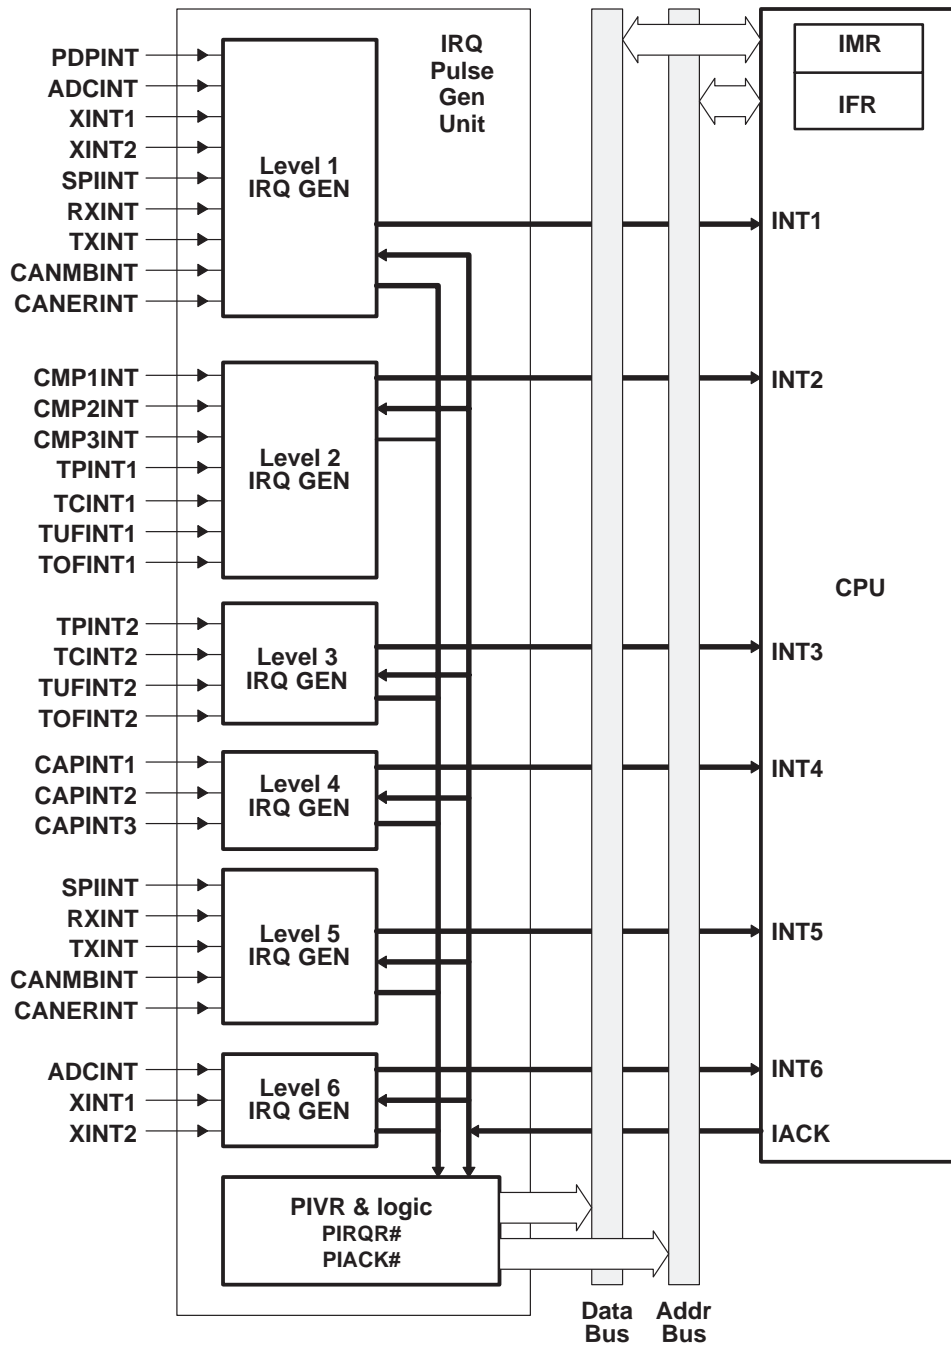 IRQ
Pulse
Gen
Unit
PDPINT
ADCINT
XINT1
XINT2
SPIINT
RXINT
TXINT
CANMBINT
CANERINT
Level 1
IRQ GEN
IMR
IFR
INT1
CMP1INT
CMP2INT
CMP3INT
TPINT1
TCINT1
TUFINT1
TOFINT1
Level 2
IRQ GEN
INT2
CPU
TPINT2
TCINT2
TUFINT2
TOFINT2
Level 3
IRQ GEN
INT3
CAPINT1
CAPINT2
CAPINT3
Level 4
IRQ GEN
INT4
SPIINT
RXINT
TXINT
CANMBINT
CANERINT
Level 5
IRQ GEN
INT5
ADCINT
XINT1
XINT2
Level 6
IRQ GEN
INT6
IACK
PIVR & logic
PIRQR#
PIACK#
Data
Bus
Addr
Bus